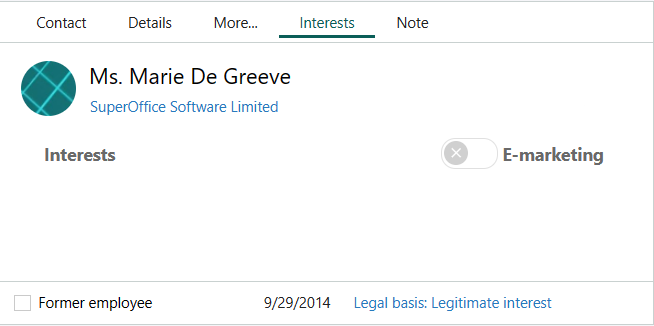 Contact Details More... Interests Note
Ms. Marie De Greeve
SuperOffice Software Limited
Interests E-marketing
Former employee 9/29/2014 Legal basis: Legitimate interest